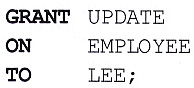 GRANT UPDATE
ON EMPLOYEE
TO LEE;